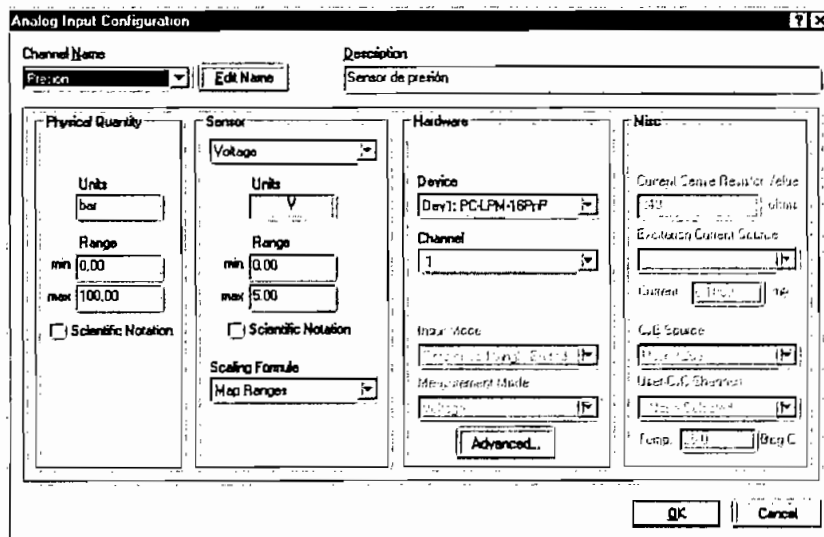 Analog Input Configuration
Channel Name
Presion
Edit Name
Description
Sensor de presión
Physical Quantity
Units
bar
Range
min 0,00
max 100,00
Scientific Notation
Sensor
Voltage
Units
V
Range
min 0.00
max 5.00
Scientific Notation
Scaling Formula
Map Ranges
Hardware
Device
Dev1: PC-LPM-16PnP
Channel
1
Input Mode
Measurement Mode
Voltage
Advanced...
Misc
Current Sense Resistor Value
ohms
Excitation Current Source
Current
CJC Source
User CJC Channel
Temp.
Deg C
OK
Cancel